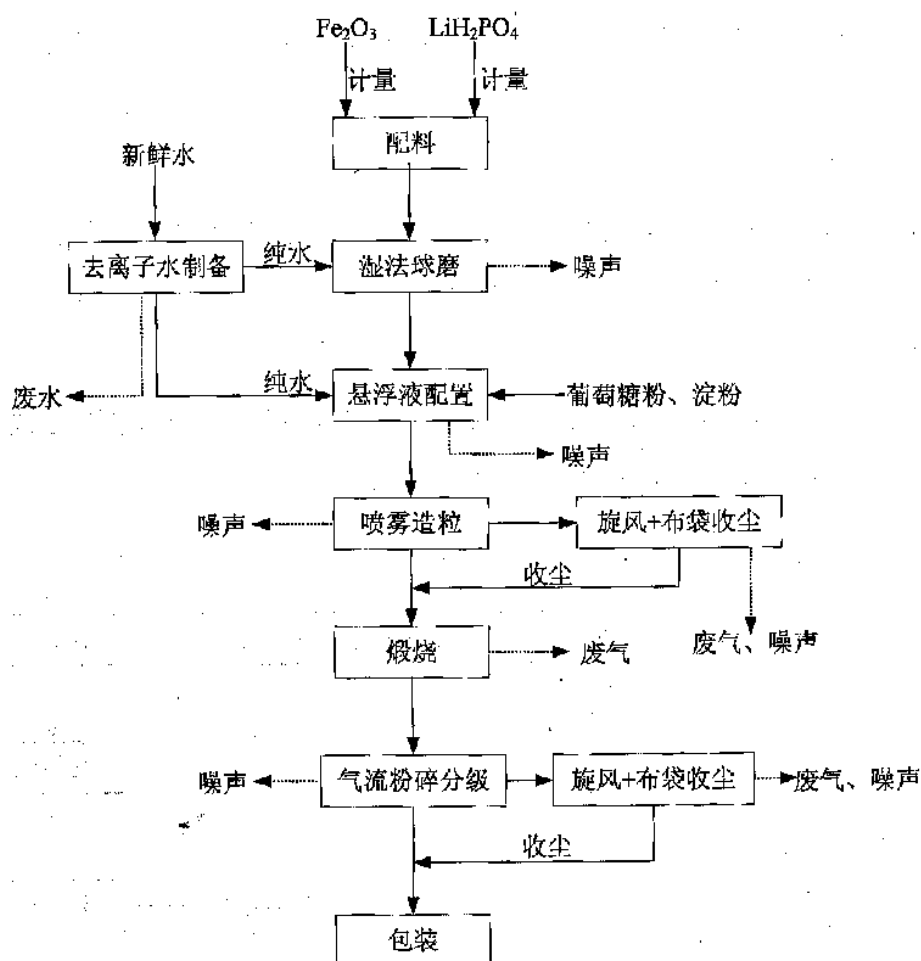 Fe₂O₃ LiH₂PO₄
计量 计量
配料
新鲜水
去离子水制备 纯水 湿法球磨 噪声
废水 纯水 悬浮液配置 葡萄糖粉、淀粉
噪声
噪声 喷雾造粒 旋风+布袋收尘
收尘
煅烧 废气 废气、噪声
噪声 气流粉碎分级 旋风+布袋收尘 废气、噪声
收尘
包装